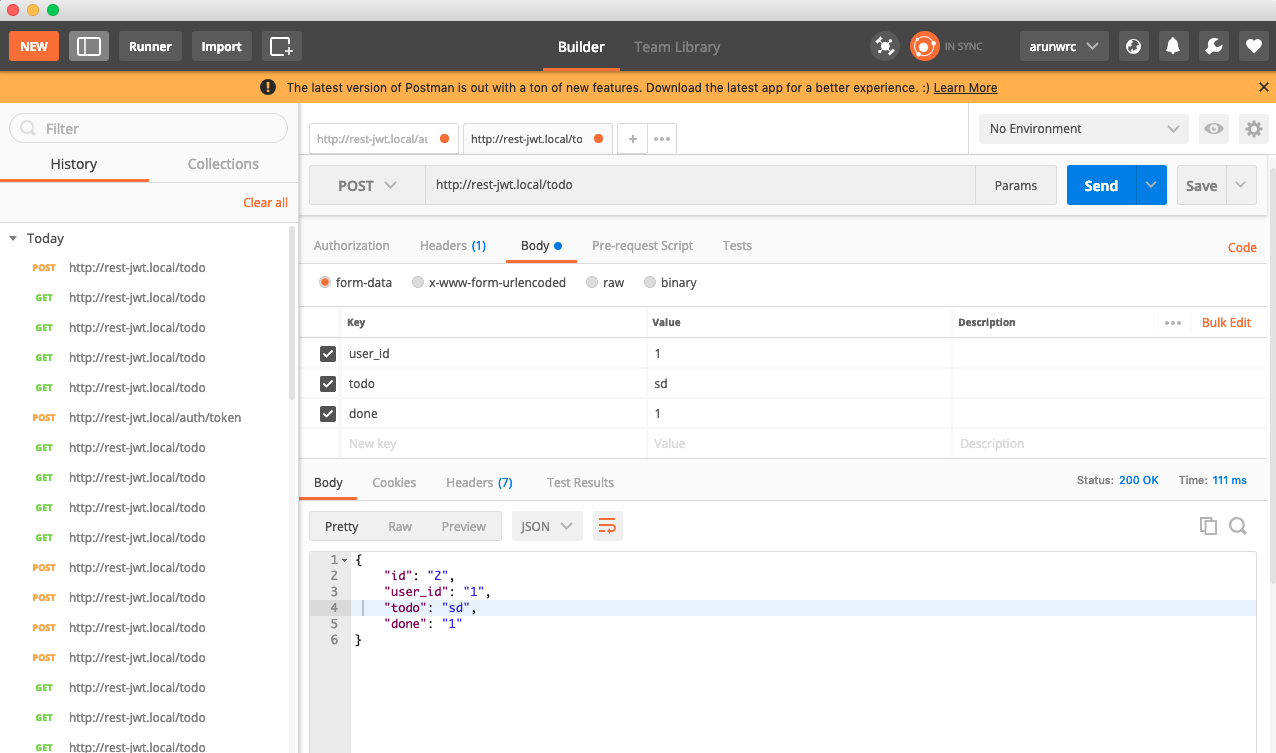 NEW Runner Import Builder Team Library IN SYNC arunwrc
! The latest version of Postman is out with a ton of new features. Download the latest app for a better experience. :) Learn More
Filter
History Collections
Clear all
Today
POST http://rest-jwt.local/todo
GET http://rest-jwt.local/todo
GET http://rest-jwt.local/todo
GET http://rest-jwt.local/todo
GET http://rest-jwt.local/todo
POST http://rest-jwt.local/auth/token
GET http://rest-jwt.local/todo
GET http://rest-jwt.local/todo
GET http://rest-jwt.local/todo
GET http://rest-jwt.local/todo
POST http://rest-jwt.local/todo
POST http://rest-jwt.local/todo
POST http://rest-jwt.local/todo
POST http://rest-jwt.local/todo
GET http://rest-jwt.local/todo
GET http://rest-jwt.local/todo
GET http://rest-jwt.local/todo
http://rest-jwt.local/au http://rest-jwt.local/to + ••• No Environment
POST http://rest-jwt.local/todo Params Send Save
Authorization Headers (1) Body Pre-request Script Tests Code
form-data x-www-form-urlencoded raw binary
Key Value Description ••• Bulk Edit
user_id 1
todo sd
done 1
New key Value Description
Body Cookies Headers (7) Test Results Status: 200 OK Time: 111 ms
Pretty Raw Preview JSON
1 {
2 "id": "2",
3 "user_id": "1",
4 "todo": "sd",
5 "done": "1"
6 }